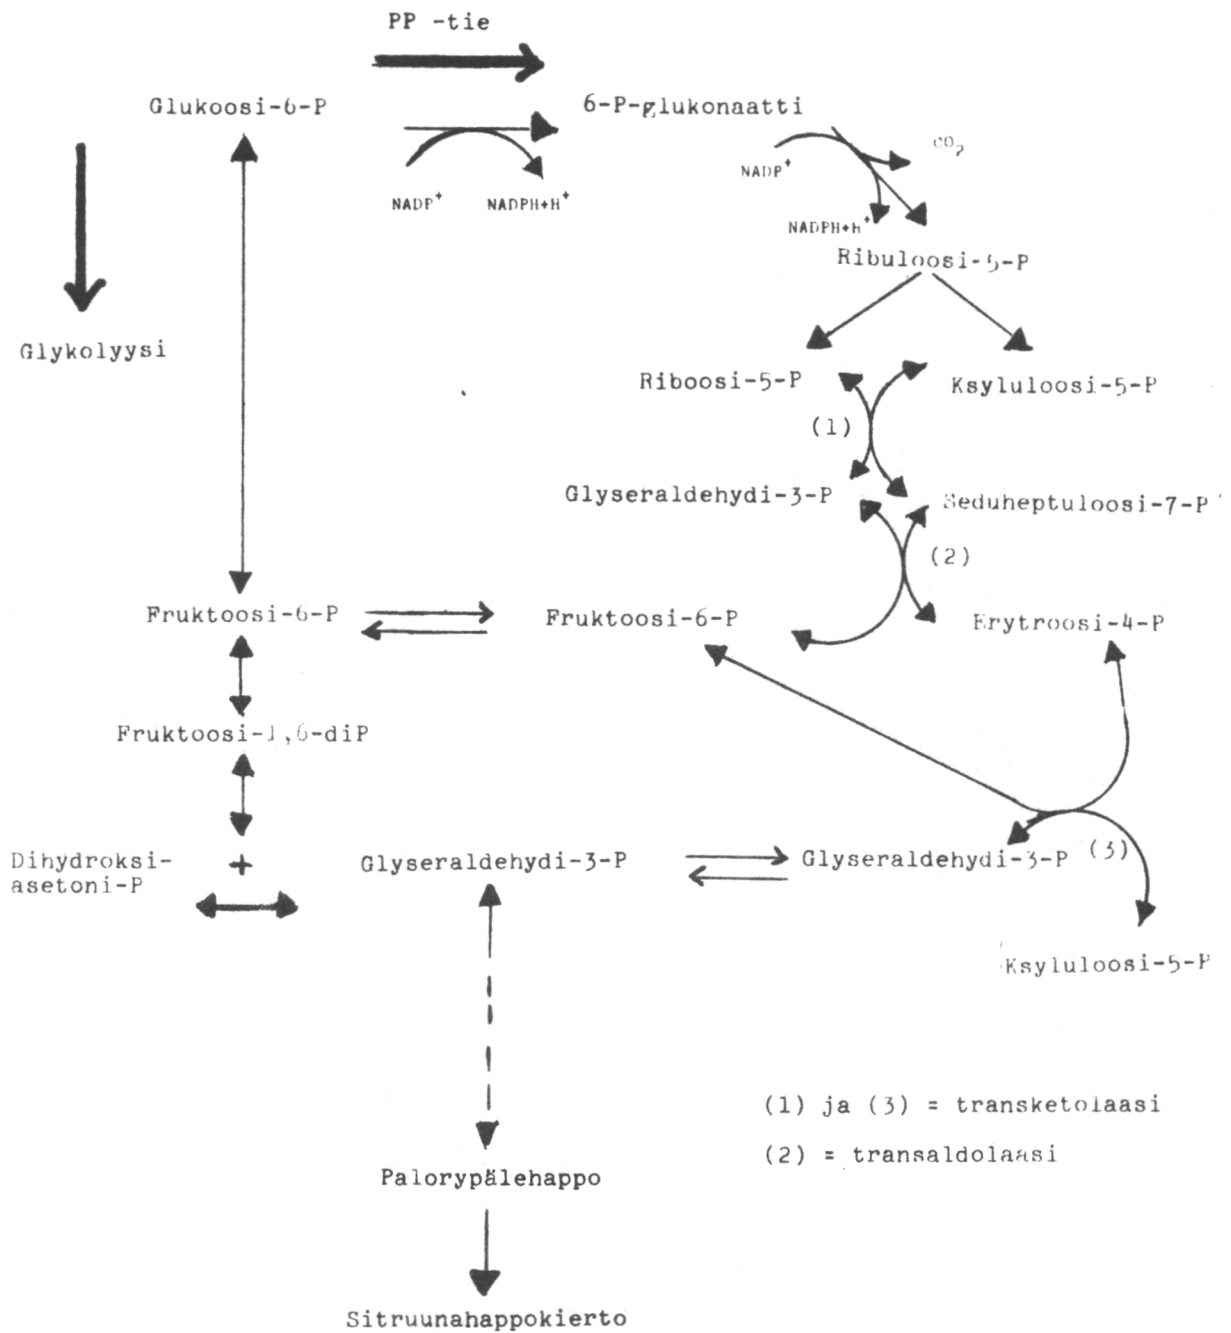 PP -tie
Glukoosi-6-P
6-P-glukonaatti
CO2
NADP+
NADP+
NADPH+H+
NADPH+H+
Ribuloosi-5-P
Glykolyysi
Riboosi-5-P
Ksyluloosi-5-P
(1)
Glyseraldehydi-3-P
Seduheptuloosi-7-P
(2)
Fruktoosi-6-P
Fruktoosi-6-P
Erytroosi-4-P
Fruktoosi-1,6-diP
Dihydroksi-
asetoni-P
+
Glyseraldehydi-3-P
Glyseraldehydi-3-P
(3)
Ksyluloosi-5-P
(1) ja (3) = transketolaasi
(2) = transaldolaasi
Palorypälehappo
Sitruunahappokierto